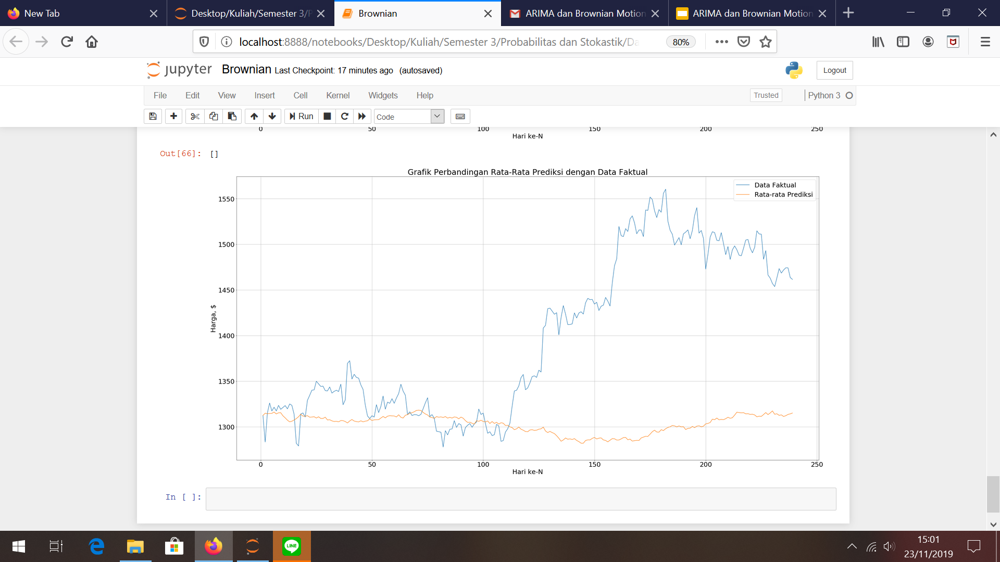 New Tab
Desktop/Kuliah/Semester 3/P
Brownian
ARIMA dan Brownian Motion
ARIMA dan Brownian Motion
localhost:8888/notebooks/Desktop/Kuliah/Semester 3/Probabilitas dan Stokastik/Da
80%
jupyter Brownian Last Checkpoint: 17 minutes ago (autosaved)
Logout
File Edit View Insert Cell Kernel Widgets Help
Trusted
Python 3
Run
Code
0 50 100 150 200 250
Hari ke-N
Out[66]: []
Grafik Perbandingan Rata-Rata Prediksi dengan Data Faktual
Data Faktual
Rata-rata Prediksi
1550
1500
1450
1400
1350
1300
Harga, $
0 50 100 150 200 250
Hari ke-N
In [ ]:
LINE
15:01
23/11/2019